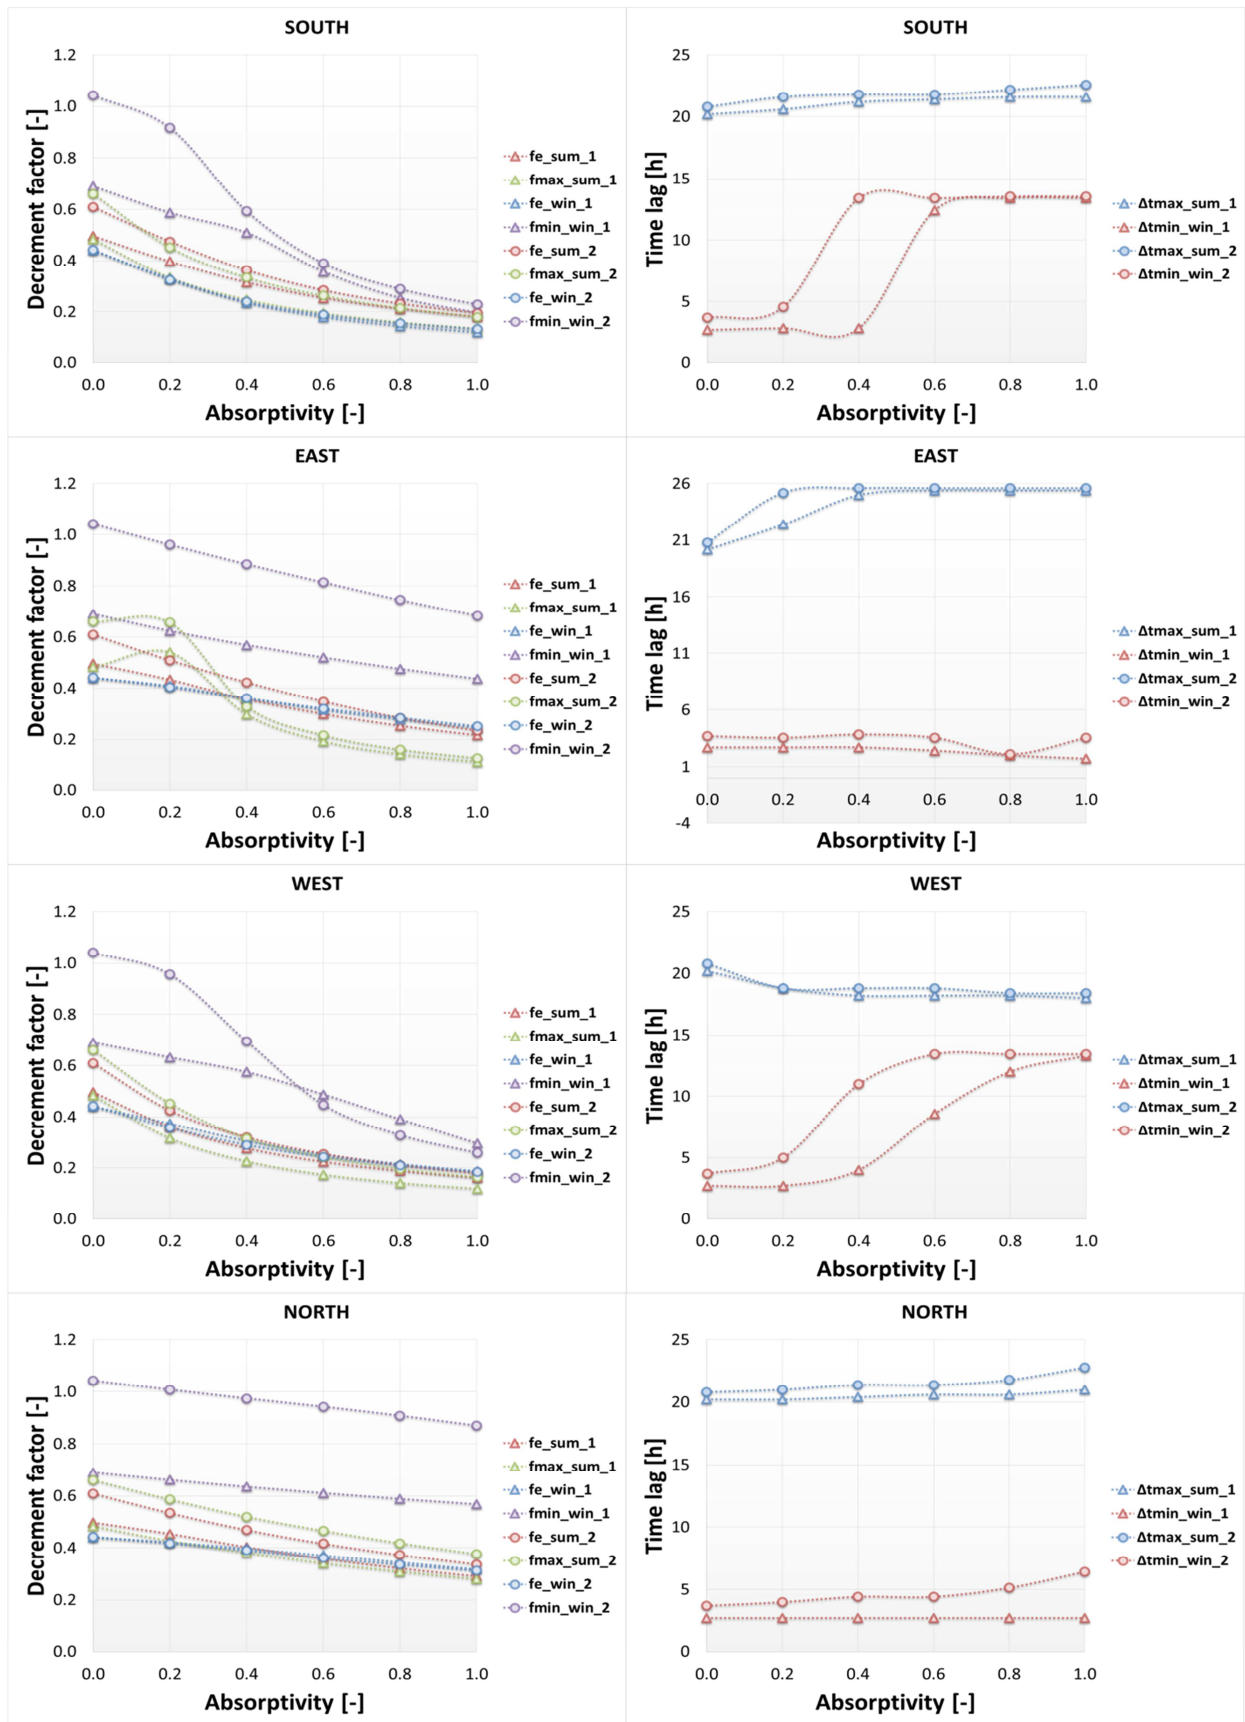 SOUTH
1.2
1.0
0.8
0.6
0.4
0.2
0.0
Decrement factor [-]
0.0 0.2 0.4 0.6 0.8 1.0
Absorptivity [-]
fe_sum_1
fmax_sum_1
fe_win_1
fmin_win_1
fe_sum_2
fmax_sum_2
fe_win_2
fmin_win_2
SOUTH
25
20
15
10
5
0
Time lag [h]
0.0 0.2 0.4 0.6 0.8 1.0
Absorptivity [-]
Δtmax_sum_1
Δtmin_win_1
Δtmax_sum_2
Δtmin_win_2
EAST
1.2
1.0
0.8
0.6
0.4
0.2
0.0
Decrement factor [-]
0.0 0.2 0.4 0.6 0.8 1.0
Absorptivity [-]
fe_sum_1
fmax_sum_1
fe_win_1
fmin_win_1
fe_sum_2
fmax_sum_2
fe_win_2
fmin_win_2
EAST
26
21
16
11
6
1
-4
Time lag [h]
0.0 0.2 0.4 0.6 0.8 1.0
Absorptivity [-]
Δtmax_sum_1
Δtmin_win_1
Δtmax_sum_2
Δtmin_win_2
WEST
1.2
1.0
0.8
0.6
0.4
0.2
0.0
Decrement factor [-]
0.0 0.2 0.4 0.6 0.8 1.0
Absorptivity [-]
fe_sum_1
fmax_sum_1
fe_win_1
fmin_win_1
fe_sum_2
fmax_sum_2
fe_win_2
fmin_win_2
WEST
25
20
15
10
5
0
Time lag [h]
0.0 0.2 0.4 0.6 0.8 1.0
Absorptivity [-]
Δtmax_sum_1
Δtmin_win_1
Δtmax_sum_2
Δtmin_win_2
NORTH
1.2
1.0
0.8
0.6
0.4
0.2
0.0
Decrement factor [-]
0.0 0.2 0.4 0.6 0.8 1.0
Absorptivity [-]
fe_sum_1
fmax_sum_1
fe_win_1
fmin_win_1
fe_sum_2
fmax_sum_2
fe_win_2
fmin_win_2
NORTH
25
20
15
10
5
0
Time lag [h]
0.0 0.2 0.4 0.6 0.8 1.0
Absorptivity [-]
Δtmax_sum_1
Δtmin_win_1
Δtmax_sum_2
Δtmin_win_2